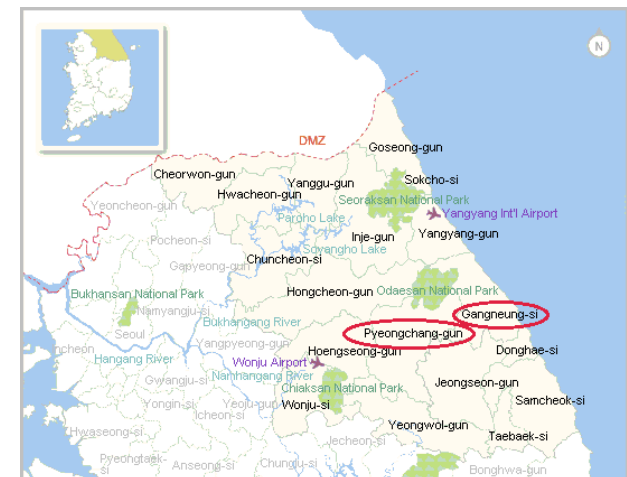 N
DMZ
Goseong-gun
Cheorwon-gun
Yanggu-gun
Sokcho-si
Hwacheon-gun
Seoraksan National Park
Yeoncheon-gun
Paroho Lake
Yangyang Int'l Airport
Pocheon-si
Inje-gun
Yangyang-gun
Soyangho Lake
Chuncheon-si
Gapyeong-gun
Bukhansan National Park
Hongcheon-gun
Odaesan National Park
Namyangju-si
Gangneung-si
Bukhangang River
Seoul
Pyeongchang-gun
Yangpyeong-gun
Incheon
Hoengseong-gun
Donghae-si
Hangang River
Wonju Airport
Namhangang River
Gwangju-si
Jeongseon-gun
Chiaksan National Park
Yongin-si
Yeoju-gun
Wonju-si
Samcheok-si
Icheon-si
Yeongwol-gun
Hwaseong-si
Taebaek-si
Jecheon-si
Pyeongtaek-
si
Anseong-si
Chungju-si
Bonghwa-gun